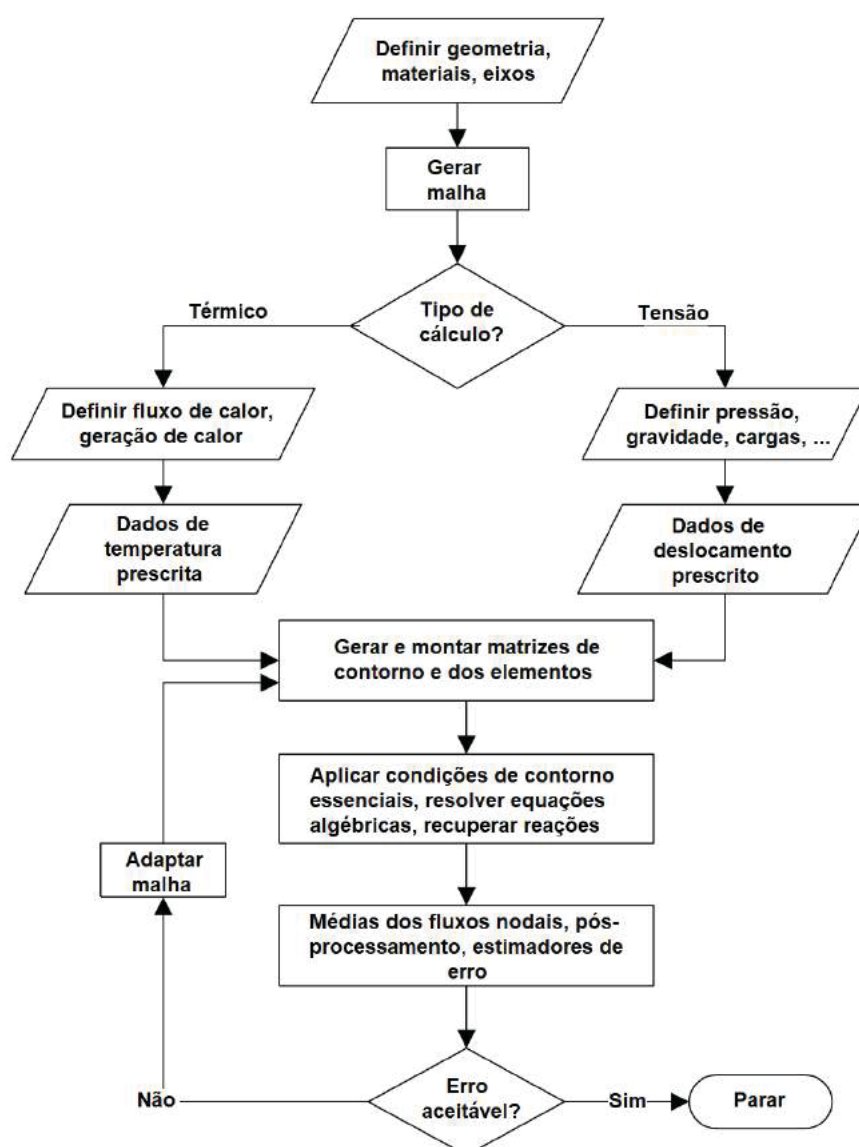 Definir geometria,
materiais, eixos
Gerar
malha
Tipo de
cálculo?
Térmico
Tensão
Definir fluxo de calor,
geração de calor
Definir pressão,
gravidade, cargas, ...
Dados de
temperatura
prescrita
Dados de
deslocamento
prescrito
Gerar e montar matrizes de
contorno e dos elementos
Aplicar condições de contorno
essenciais, resolver equações
algébricas, recuperar reações
Adaptar
malha
Médias dos fluxos nodais, pós-
processamento, estimadores de
erro
Não
Erro
aceitável?
Sim
Parar